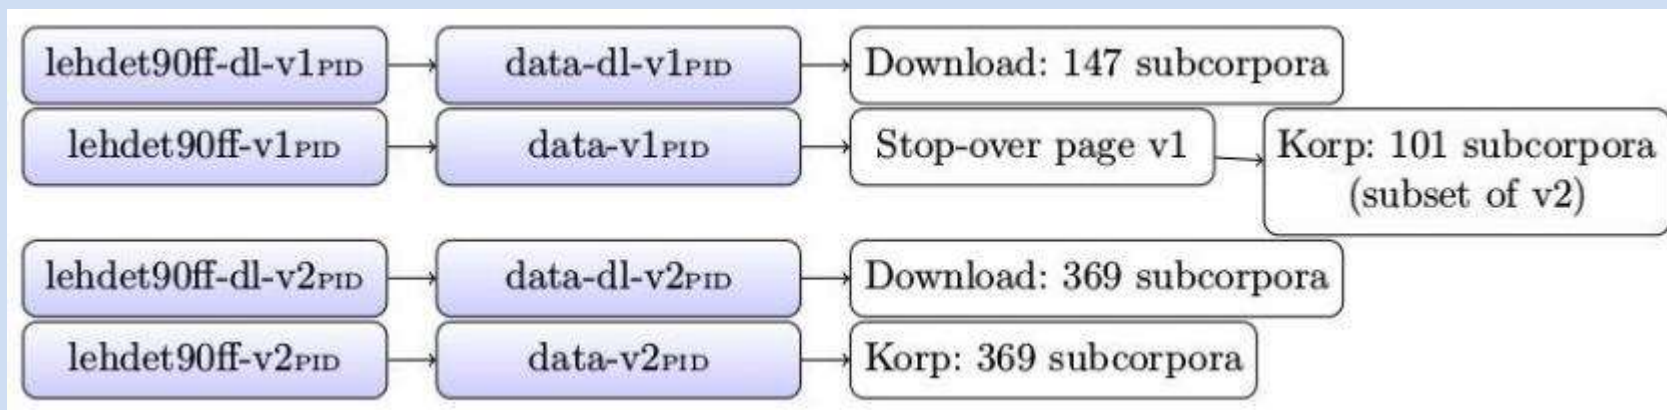 lehdet90ff-dl-v1PID
data-dl-v1PID
Download: 147 subcorpora
lehdet90ff-v1PID
data-v1PID
Stop-over page v1
Korp: 101 subcorpora
(subset of v2)
lehdet90ff-dl-v2PID
data-dl-v2PID
Download: 369 subcorpora
lehdet90ff-v2PID
data-v2PID
Korp: 369 subcorpora